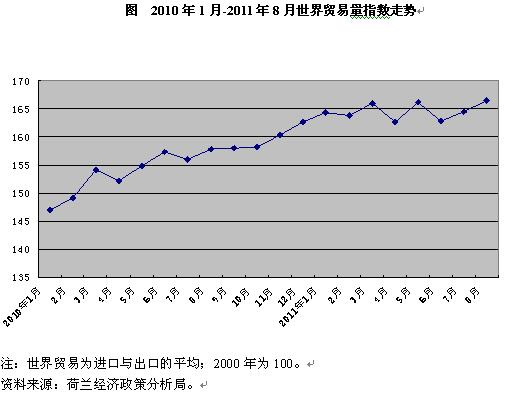 图 2010年1月-2011年8月世界贸易量指数走势
170
165
160
155
150
145
140
135
2010年1月
2月
3月
4月
5月
6月
7月
8月
9月
10月
11月
12月
2011年1月
2月
3月
4月
5月
6月
7月
8月
注：世界贸易为进口与出口的平均；2000年为100。
资料来源：荷兰经济政策分析局。